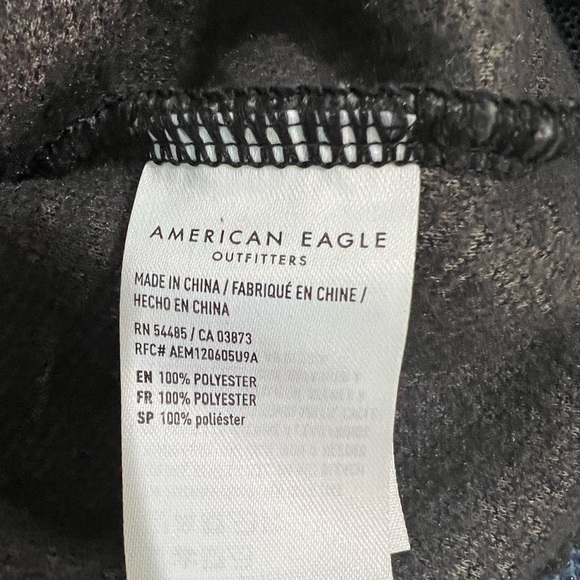 AMERICAN EAGLE
OUTFITTERS
MADE IN CHINA / FABRIQUÉ EN CHINE /
HECHO EN CHINA
RN 54485 / CA 03873
RFC# AEM120605U9A
EN 100% POLYESTER
FR 100% POLYESTER
SP 100% poliéster